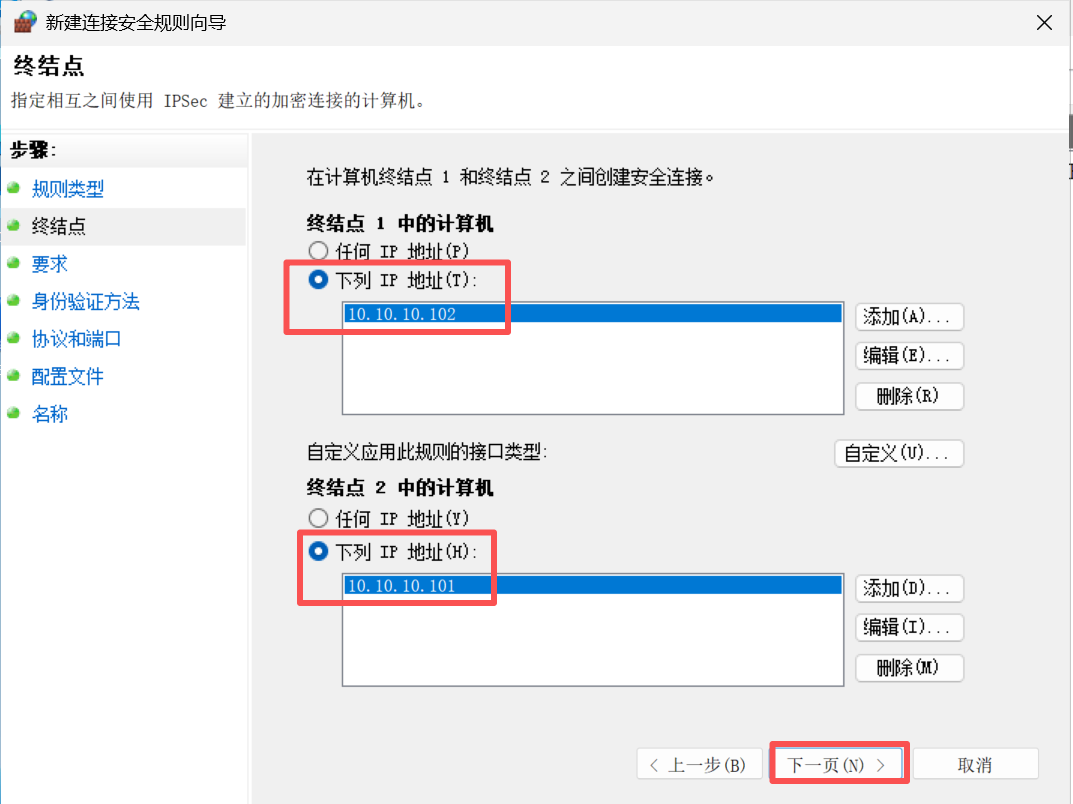 新建连接安全规则向导
终结点
指定相互之间使用 IPSec 建立的加密连接的计算机。
步骤:
规则类型
终结点
要求
身份验证方法
协议和端口
配置文件
名称
在计算机终结点 1 和终结点 2 之间创建安全连接。
终结点 1 中的计算机
任何 IP 地址(P)
下列 IP 地址(T):
10.10.10.102
添加(A)...
编辑(E)...
删除(R)
自定义应用此规则的接口类型:
自定义(U)...
终结点 2 中的计算机
任何 IP 地址(Y)
下列 IP 地址(H):
10.10.10.101
添加(D)...
编辑(I)...
删除(M)
< 上一步(B)
下一页(N) >
取消